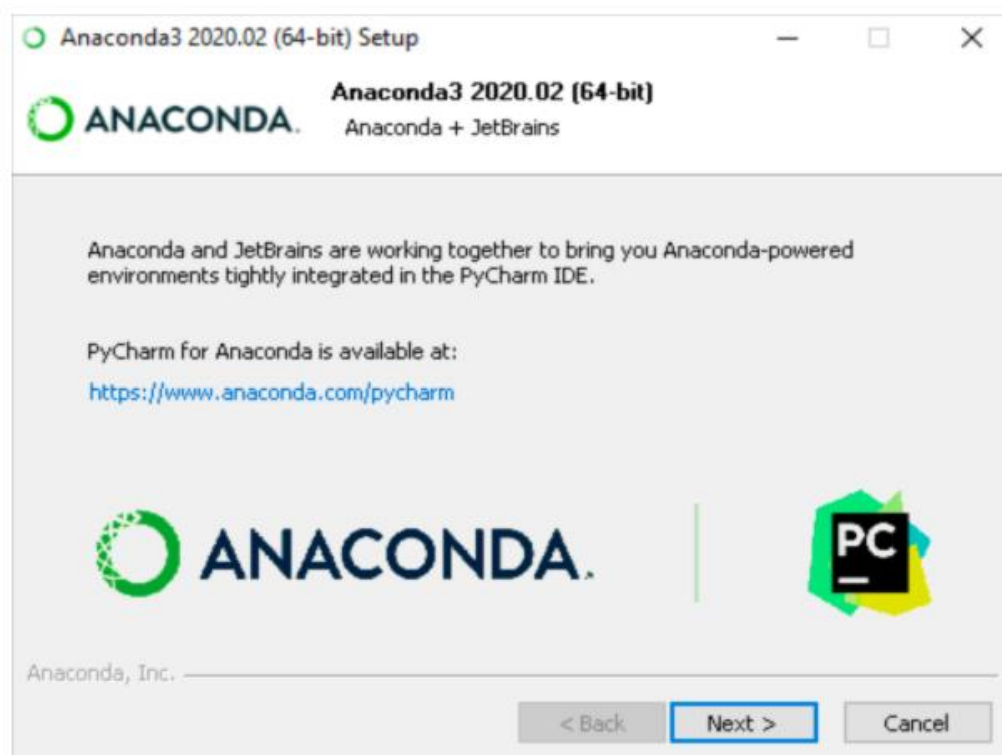 Anaconda3 2020.02 (64-bit) Setup
ANACONDA.
Anaconda3 2020.02 (64-bit)
Anaconda + JetBrains
Anaconda and JetBrains are working together to bring you Anaconda-powered
environments tightly integrated in the PyCharm IDE.
PyCharm for Anaconda is available at:
https://www.anaconda.com/pycharm
ANACONDA.
PC
Anaconda, Inc.
< Back
Next >
Cancel